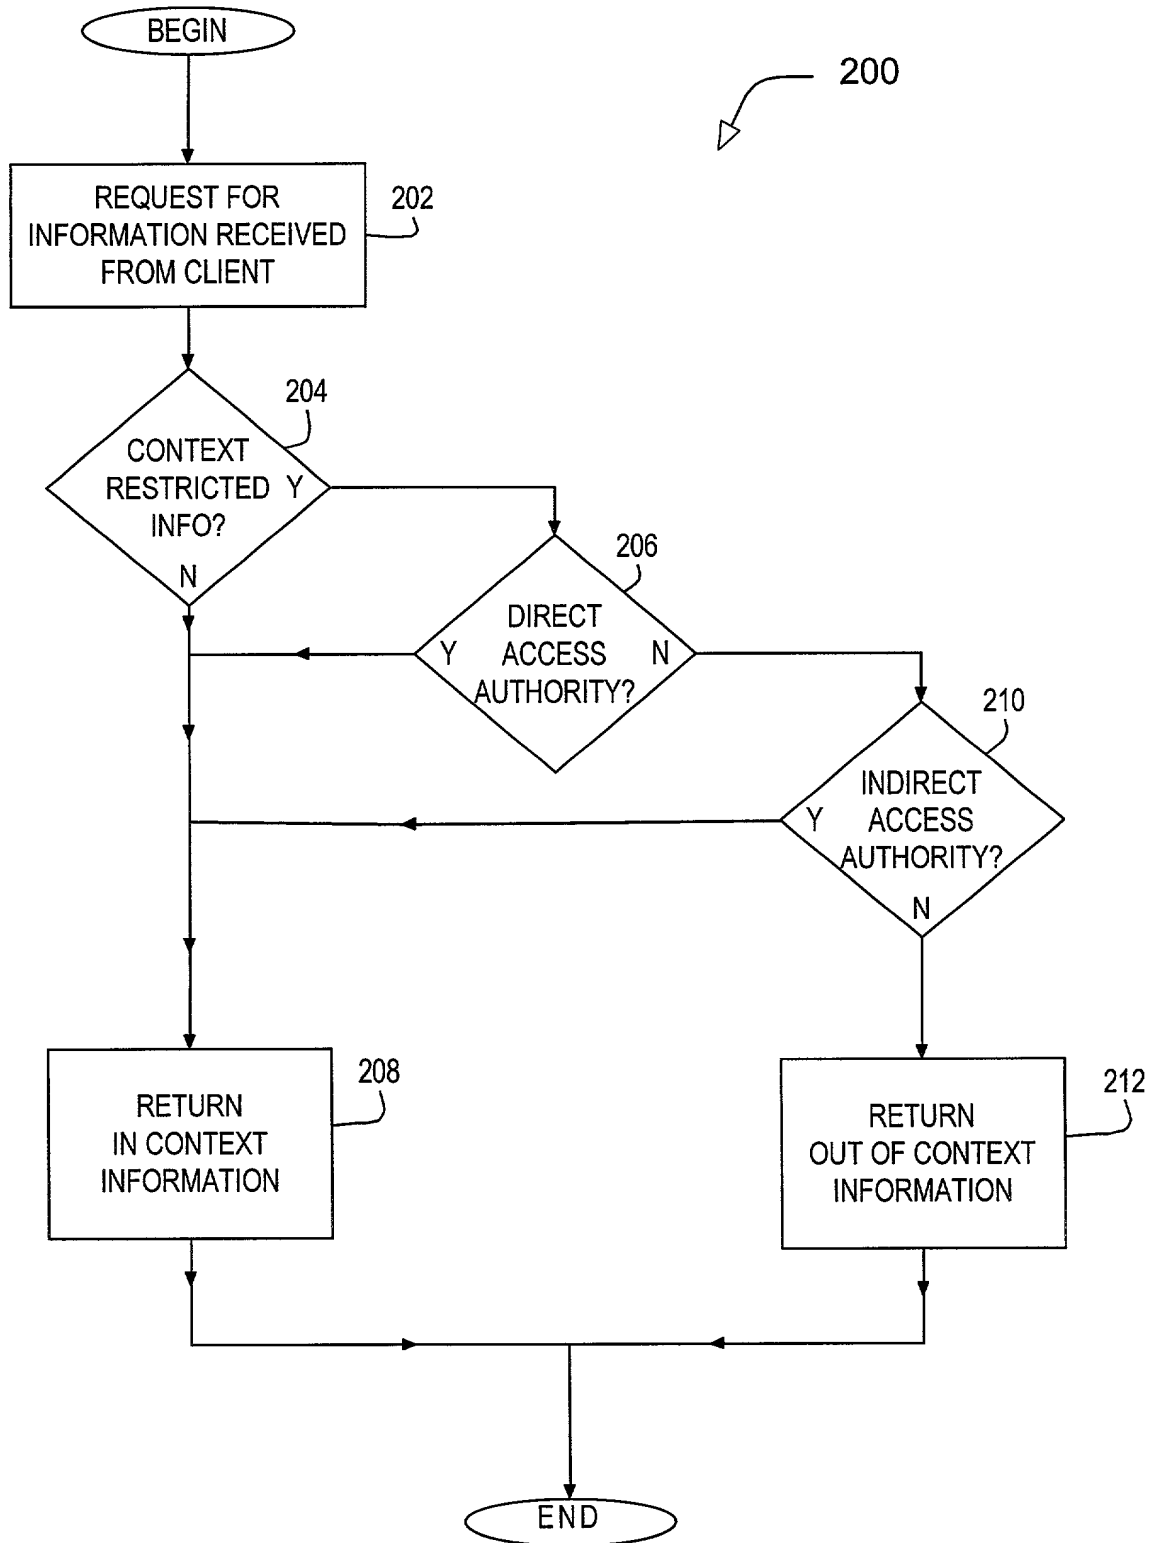 BEGIN
200
REQUEST FOR
INFORMATION RECEIVED
FROM CLIENT
202
CONTEXT
RESTRICTED Y
INFO?
N
204
206
DIRECT
Y ACCESS N
AUTHORITY?
210
INDIRECT
Y ACCESS
AUTHORITY?
N
RETURN
IN CONTEXT
INFORMATION
208
RETURN
OUT OF CONTEXT
INFORMATION
212
END